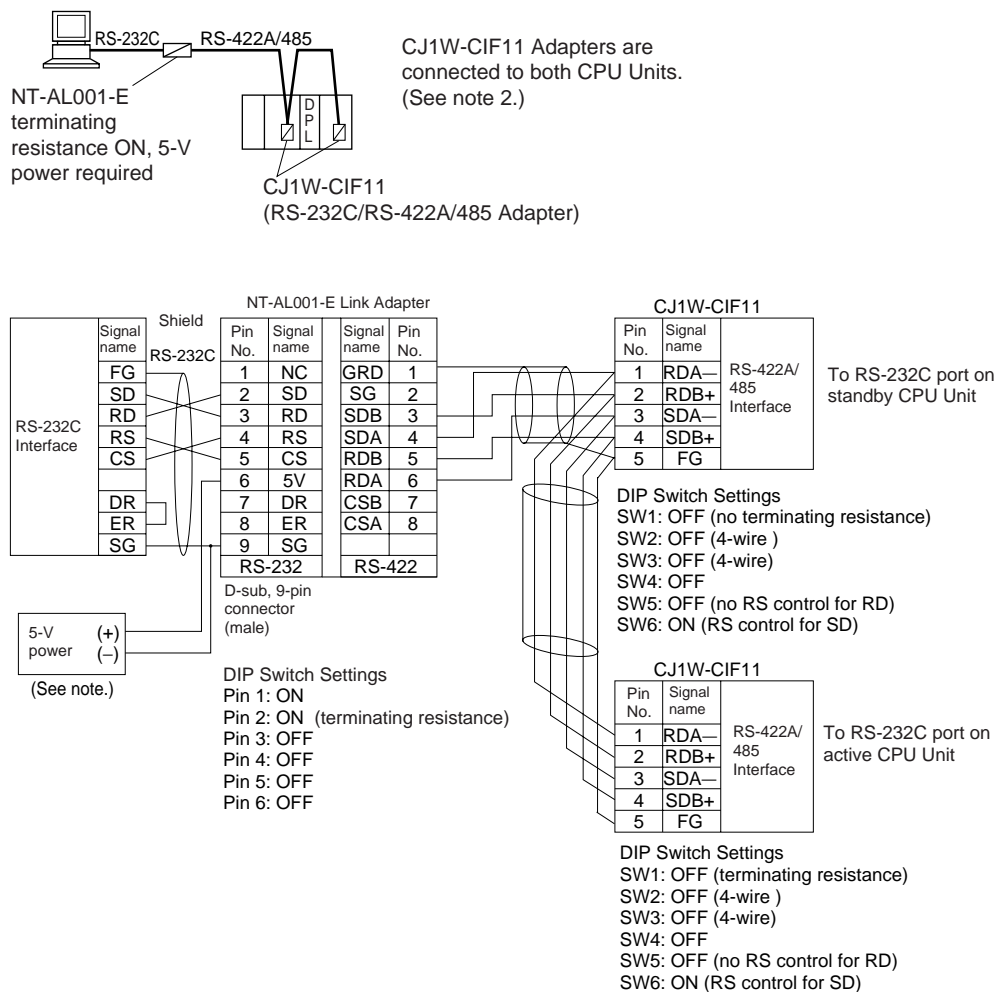 RS-232C
RS-422A/485
NT-AL001-E
terminating
resistance ON, 5-V
power required
D
P
L
CJ1W-CIF11
(RS-232C/RS-422A/485 Adapter)
CJ1W-CIF11 Adapters are
connected to both CPU Units.
(See note 2.)
NT-AL001-E Link Adapter
Shield
RS-232C
Signal name
FG
SD
RD
RS
CS
DR
ER
SG
RS-232C
Interface
Pin No. Signal name Signal name Pin No.
1 NC GRD 1
2 SD SG 2
3 RD SDB 3
4 RS SDA 4
5 CS RDB 5
6 5V RDA 6
7 DR CSB 7
8 ER CSA 8
9 SG
RS-232 RS-422
D-sub, 9-pin
connector
(male)
5-V
power
(+)
(–)
(See note.)
DIP Switch Settings
Pin 1: ON
Pin 2: ON (terminating resistance)
Pin 3: OFF
Pin 4: OFF
Pin 5: OFF
Pin 6: OFF
CJ1W-CIF11
Pin No. Signal name
1 RDA—
2 RDB+
3 SDA—
4 SDB+
5 FG
RS-422A/
485
Interface
To RS-232C port on
standby CPU Unit
DIP Switch Settings
SW1: OFF (no terminating resistance)
SW2: OFF (4-wire )
SW3: OFF (4-wire)
SW4: OFF
SW5: OFF (no RS control for RD)
SW6: ON (RS control for SD)
CJ1W-CIF11
Pin No. Signal name
1 RDA—
2 RDB+
3 SDA—
4 SDB+
5 FG
RS-422A/
485
Interface
To RS-232C port on
active CPU Unit
DIP Switch Settings
SW1: OFF (terminating resistance)
SW2: OFF (4-wire )
SW3: OFF (4-wire)
SW4: OFF
SW5: OFF (no RS control for RD)
SW6: ON (RS control for SD)